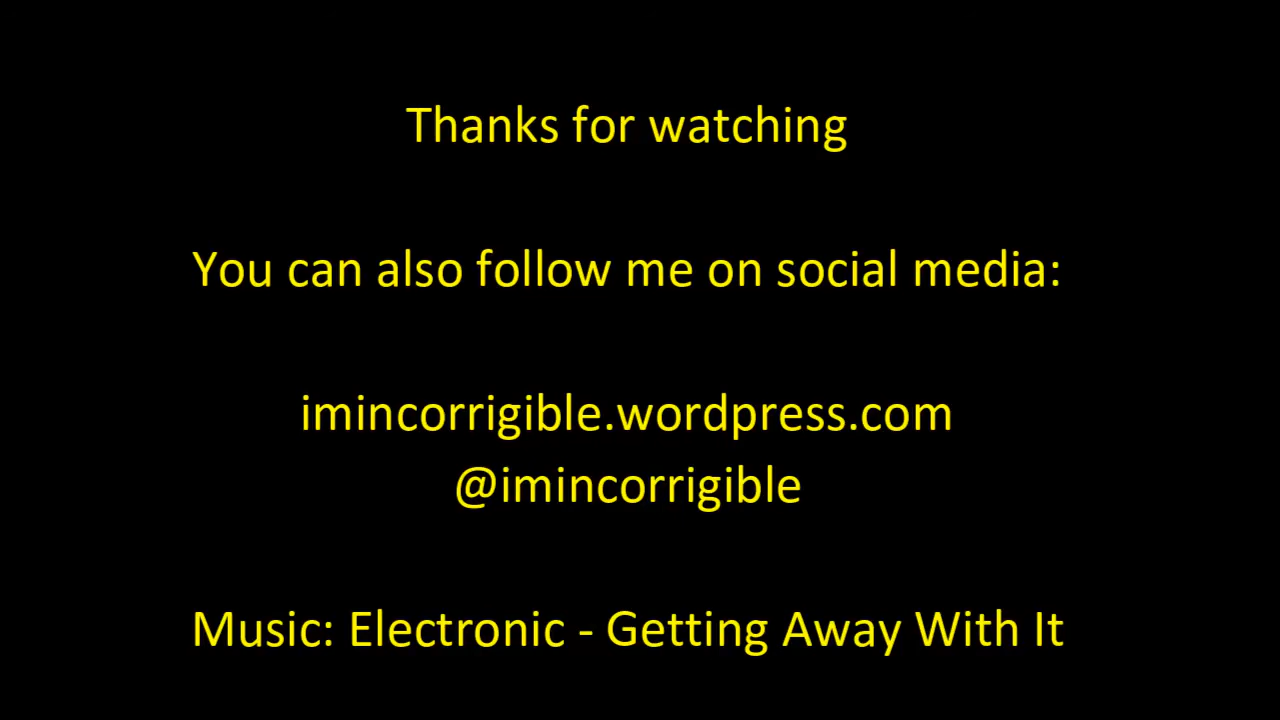 Thanks for watching
You can also follow me on social media:
imincorrigible.wordpress.com
@imincorrigible
Music: Electronic - Getting Away With It